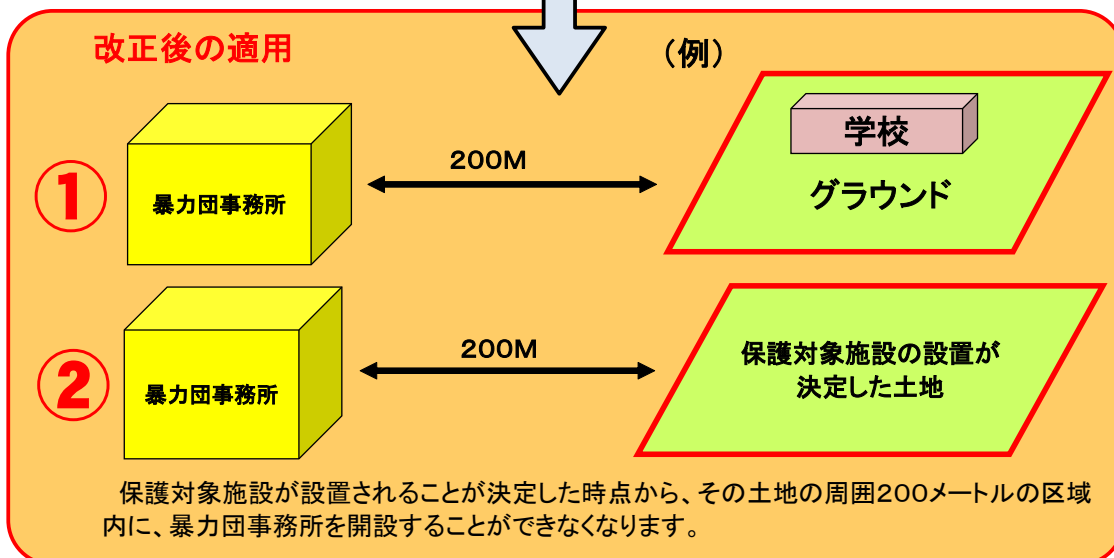 改正後の適用
(例)
学校
グラウンド
200M
①
暴力団事務所
②
暴力団事務所
200M
保護対象施設の設置が
決定した土地
保護対象施設が設置されることが決定した時点から、その土地の周囲200メートルの区域
内に、暴力団事務所を開設することができなくなります。